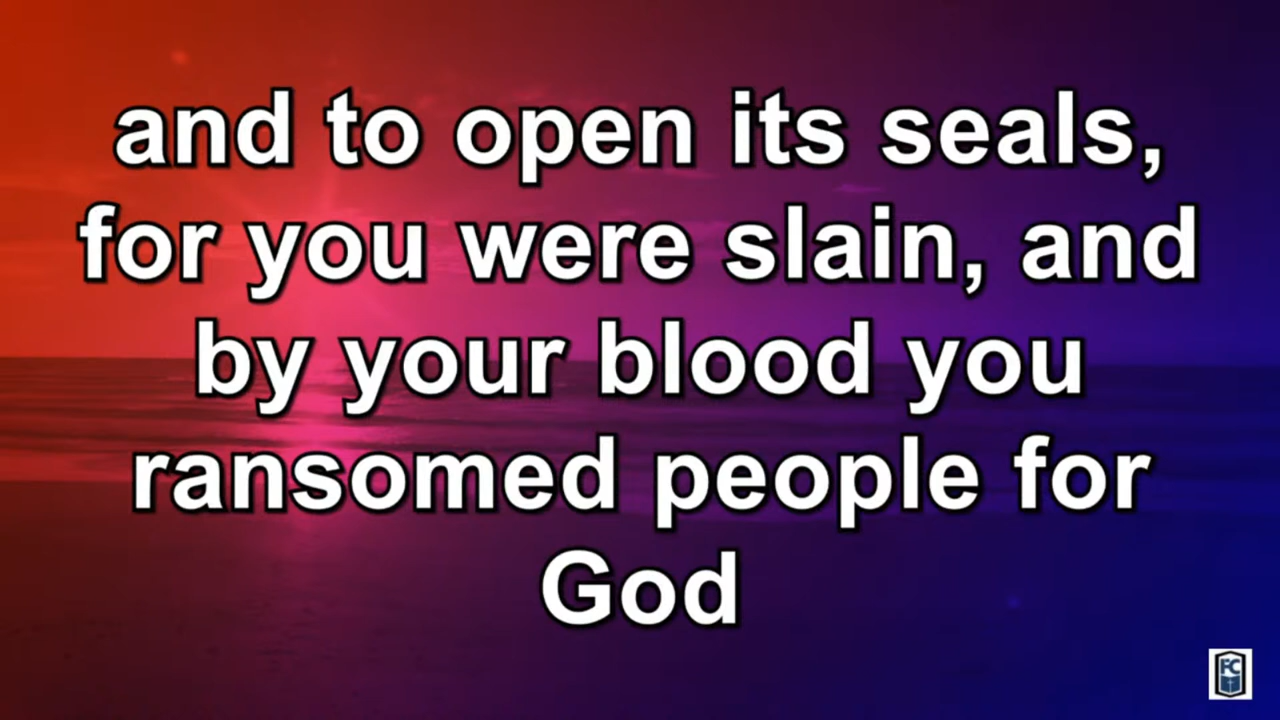 and to open its seals,
for you were slain, and
by your blood you
ransomed people for
God
FC